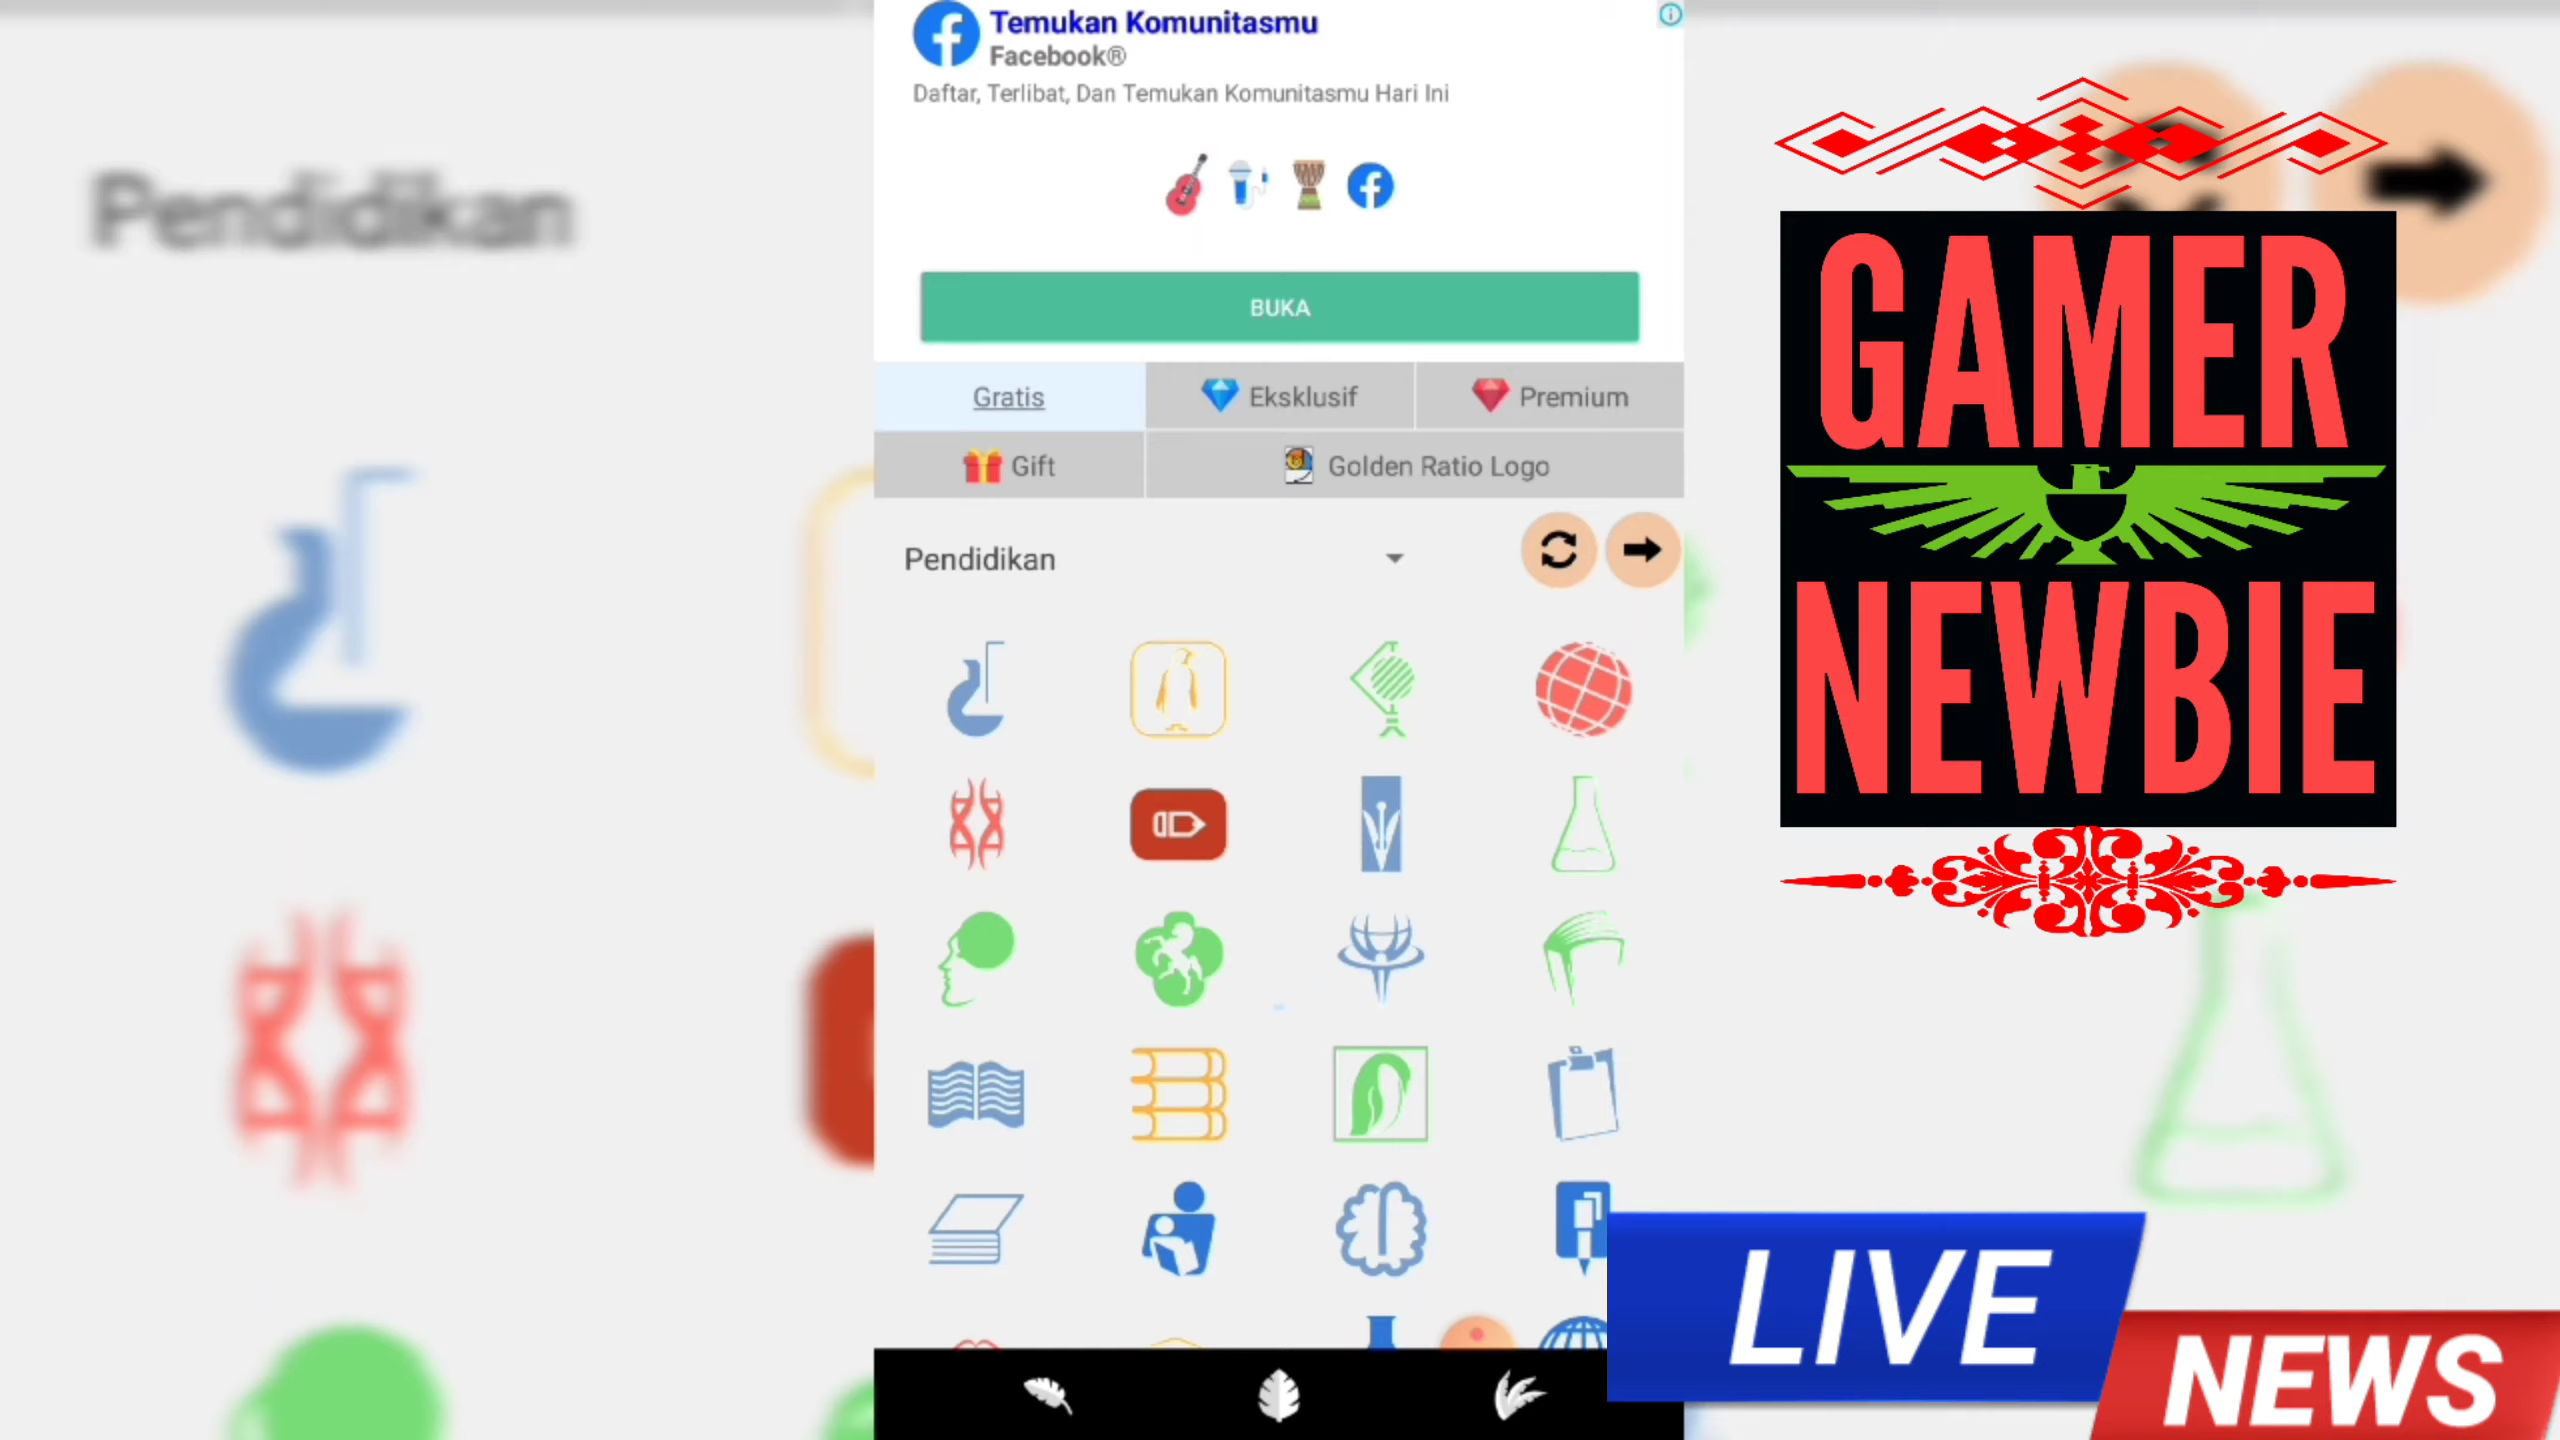 Temukan Komunitasmu
Facebook®
Daftar, Terlibat, Dan Temukan Komunitasmu Hari Ini
BUKA
Gratis
Eksklusif
Premium
Gift
Golden Ratio Logo
Pendidikan
Pendidikan
GAMER
NEWBIE
LIVE
NEWS